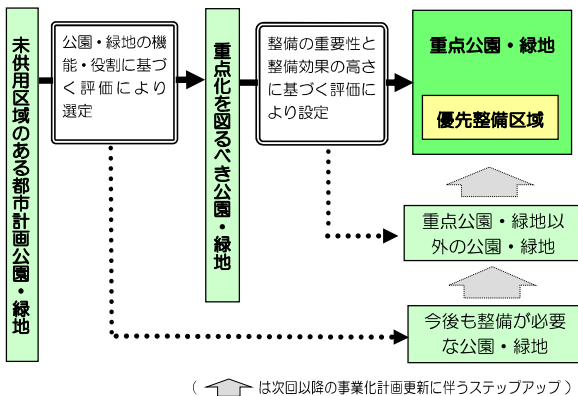 未供用区域のある都市計画公園・緑地
公園・緑地の機
能・役割に基づ
く評価により
選定
重点化を図るべき公園・緑地
整備の重要性と
整備効果の高さ
に基づく評価に
より設定
重点公園・緑地
優先整備区域
重点公園・緑地以
外の公園・緑地
今後も整備が必要
な公園・緑地
( は次回以降の事業化計画更新に伴うステップアップ )